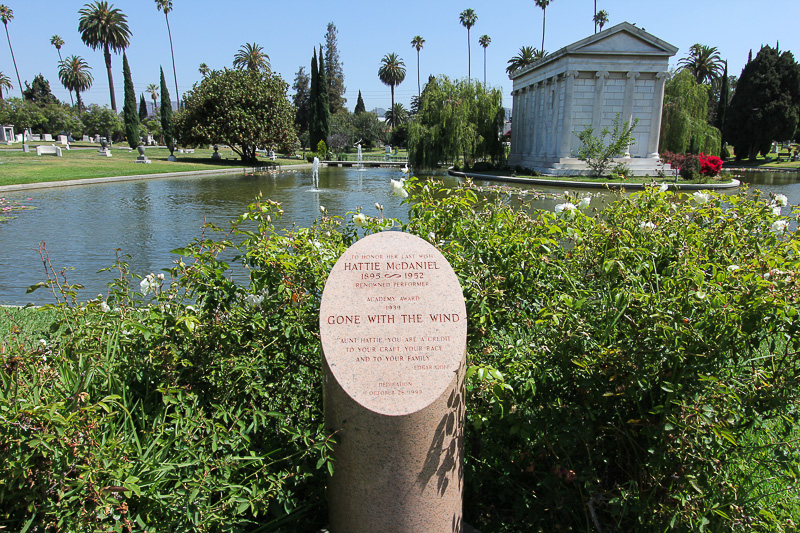 TO HONOR HER LAST WISH
HATTIE McDANIEL
1895 1952
RENOWNED PERFORMER
ACADEMY AWARD
1939
GONE WITH THE WIND
"AUNT HATTIE, YOU ARE A CREDIT
TO YOUR CRAFT, YOUR RACE,
AND TO YOUR FAMILY"
EDGAR GOFF
DEDICATION
OCTOBER 26, 1999